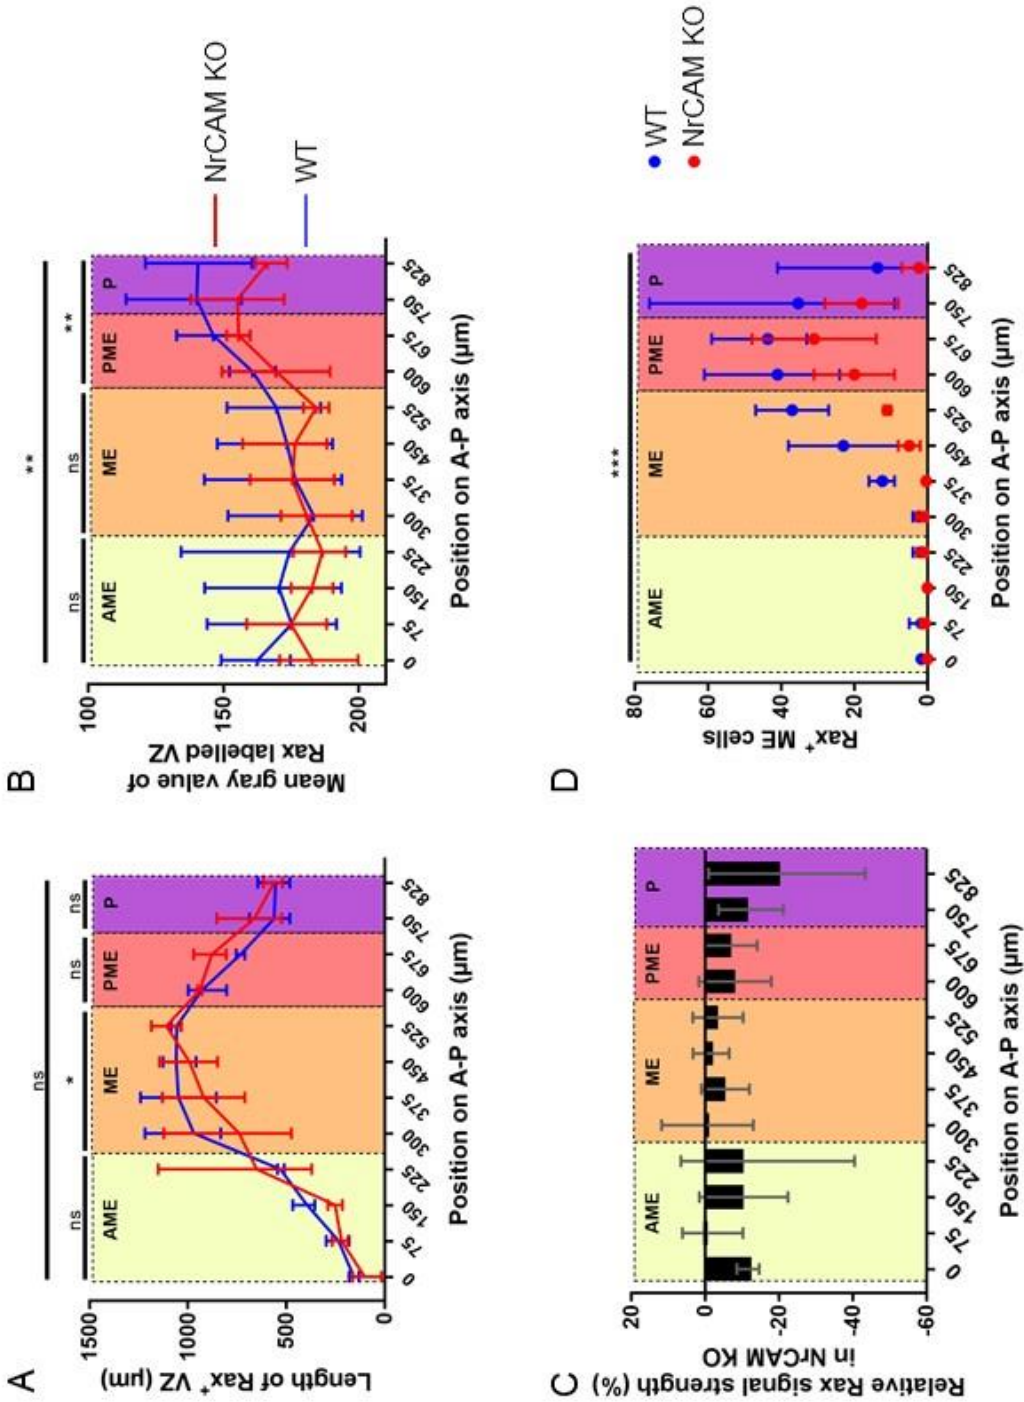 A
Length of Rax⁺ VZ (µm)
1500
1000
500
0
ns
ns
*
ns
ns
AME
ME
PME
P
0
75
150
225
300
375
450
525
600
675
750
825
Position on A-P axis (µm)
B
Mean gray value of
Rax labelled VZ
100
150
200
**
ns
ns
**
AME
ME
PME
P
0
75
150
225
300
375
450
525
600
675
750
825
Position on A-P axis (µm)
NrCAM KO
WT
C
Relative Rax signal strength (%)
in NrCAM KO
20
0
-20
-40
-60
AME
ME
PME
P
0
75
150
225
300
375
450
525
600
675
750
825
Position on A-P axis (µm)
D
Rax⁺ ME cells
80
60
40
20
0
***
AME
ME
PME
P
0
75
150
225
300
375
450
525
600
675
750
825
Position on A-P axis (µm)
WT
NrCAM KO